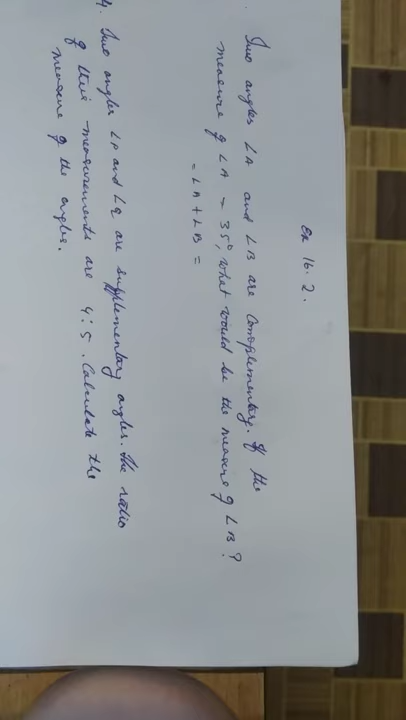 Ex 16.2.
Two angles ∠A and ∠B are Complementary. If the
measure of ∠A - 35°, what would be the measure of ∠B?
= ∠A + ∠B =
4. Two angles ∠P and ∠Q are supplementary angles. The ratio
of their measurements are 4:5. Calculate the
measure of the angles.